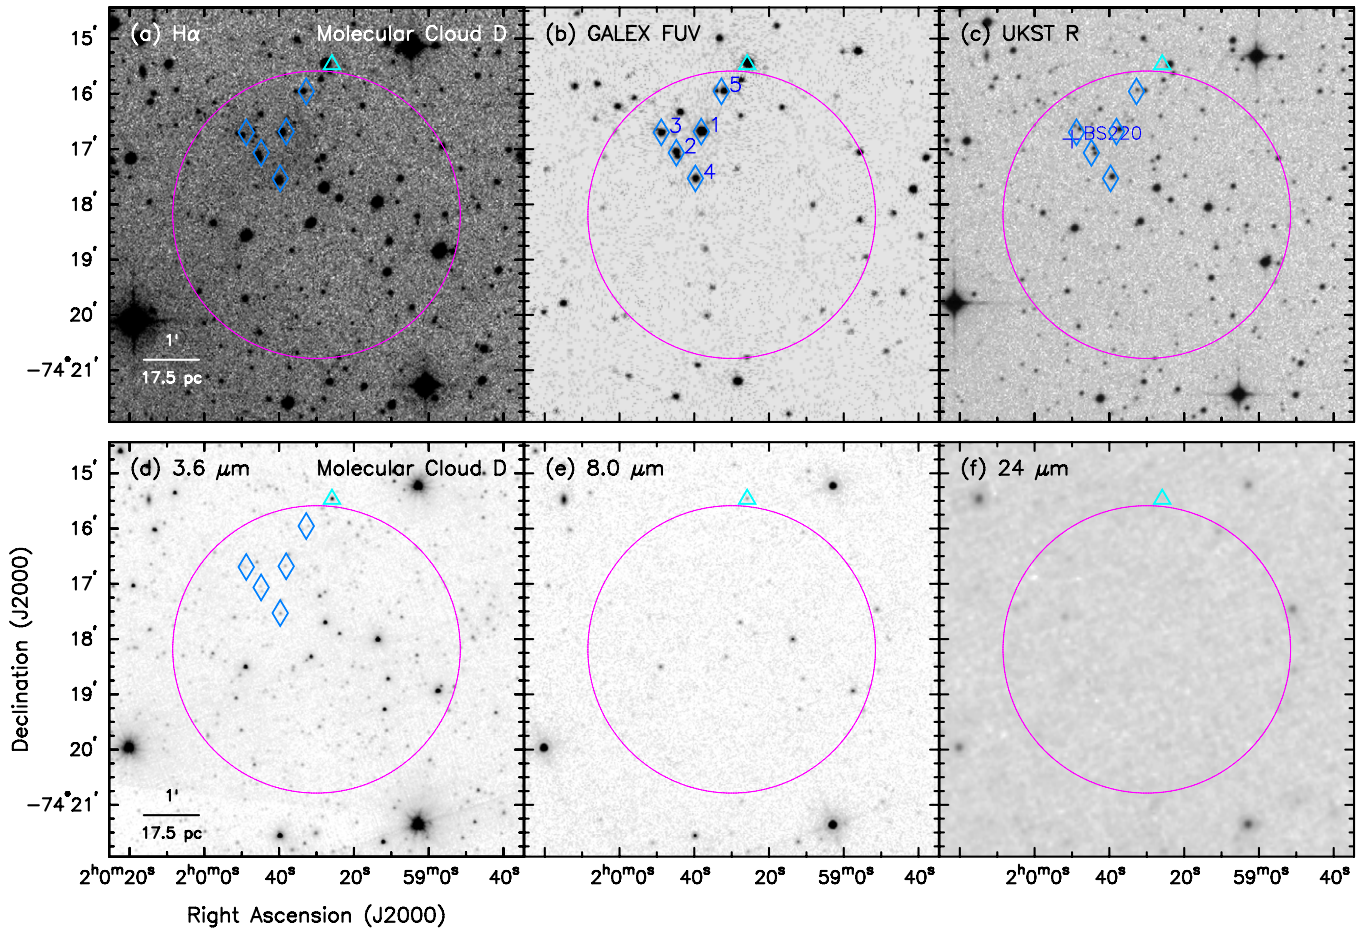 (a) Hα Molecular Cloud D
(b) GALEX FUV
(c) UKST R
15'
16'
17'
18'
19'
20'
−74°21'
1'
17.5 pc
5
3 1
2
4
BS220
(d) 3.6 μm Molecular Cloud D
(e) 8.0 μm
(f) 24 μm
15'
16'
17'
18'
19'
20'
−74°21'
1'
17.5 pc
Declination (J2000)
2h0m20s 2h0m0s 40s 20s 59m0s 40s
2h0m0s 40s 20s 59m0s 40s
2h0m0s 40s 20s 59m0s 40s
Right Ascension (J2000)